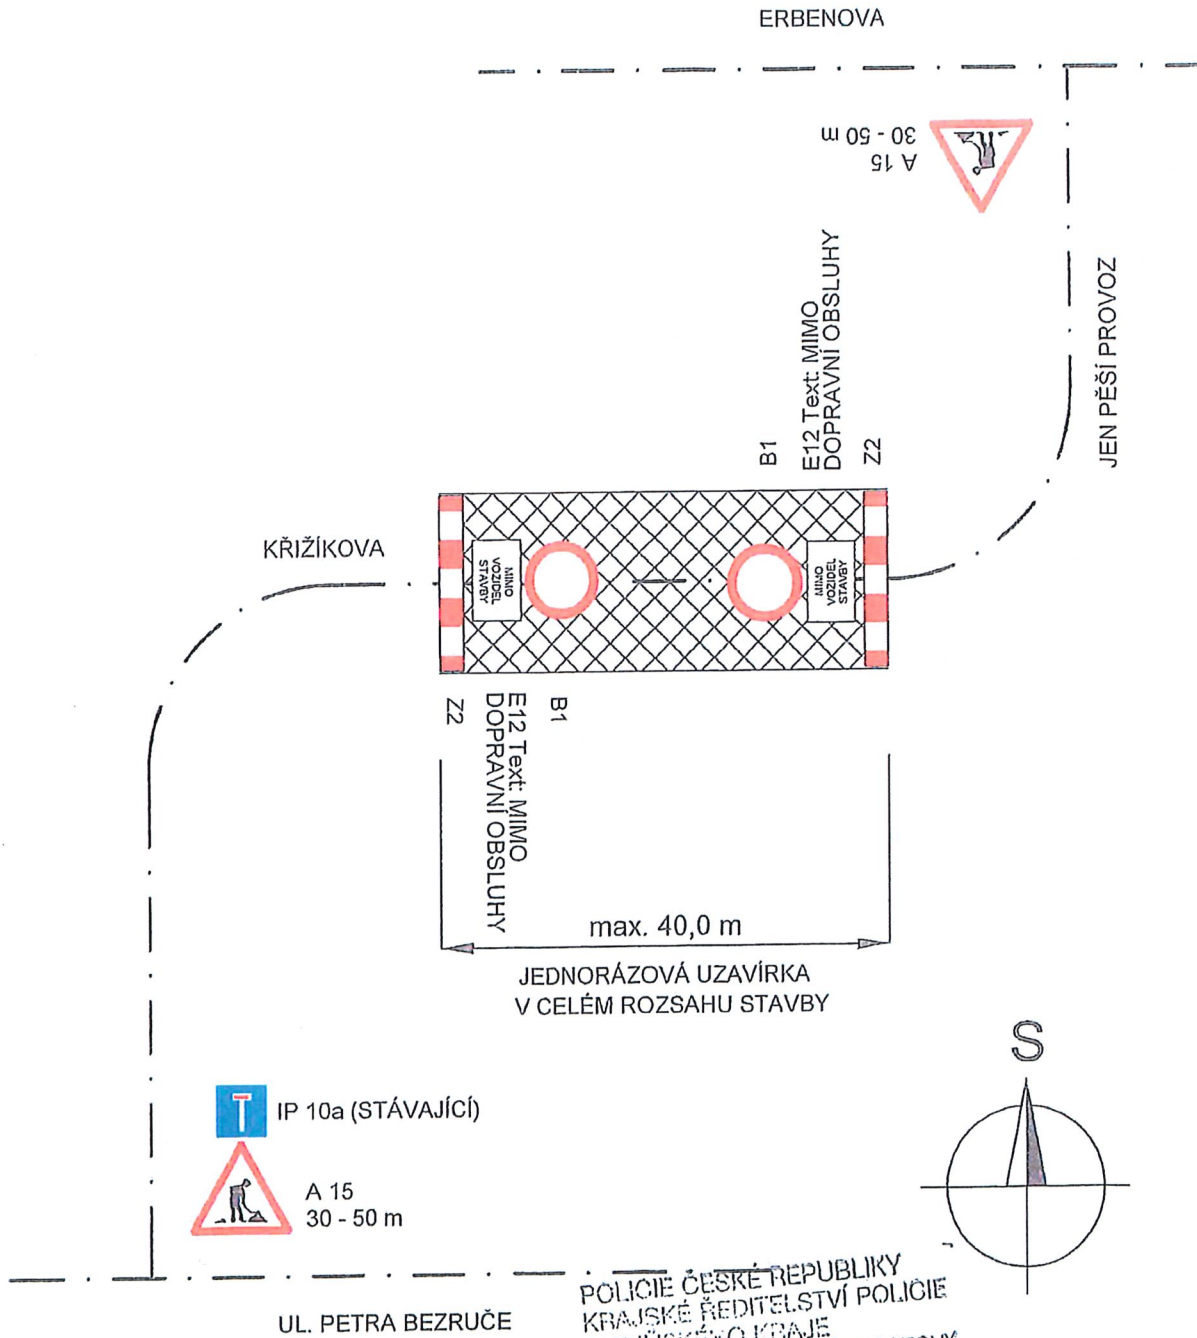 ERBENOVA
A 15
30 - 50 m
JEN PĚŠÍ PROVOZ
E12 Text: MIMO
DOPRAVNÍ OBSLUHY
B1
Z2
KŘIŽÍKOVA
MIMO
VOZIDEL
STAVBY
MIMO
VOZIDEL
STAVBY
Z2
B1
E12 Text: MIMO
DOPRAVNÍ OBSLUHY
max. 40,0 m
JEDNORÁZOVÁ UZAVÍRKA
V CELÉM ROZSAHU STAVBY
S
IP 10a (STÁVAJÍCÍ)
A 15
30 - 50 m
UL. PETRA BEZRUČE
POLICIE ČESKÉ REPUBLIKY
KRAJSKÉ ŘEDITELSTVÍ POLICIE
KRAJE